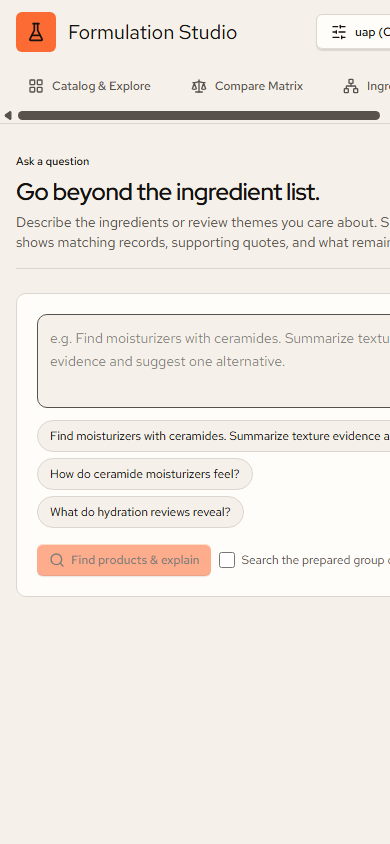 Formulation Studio
uap (C
Catalog & Explore
Compare Matrix
Ingre
Ask a question
Go beyond the ingredient list.
Describe the ingredients or review themes you care about. S
shows matching records, supporting quotes, and what remai
e.g. Find moisturizers with ceramides. Summarize textu
evidence and suggest one alternative.
Find moisturizers with ceramides. Summarize texture evidence a
How do ceramide moisturizers feel?
What do hydration reviews reveal?
Find products & explain
Search the prepared group o